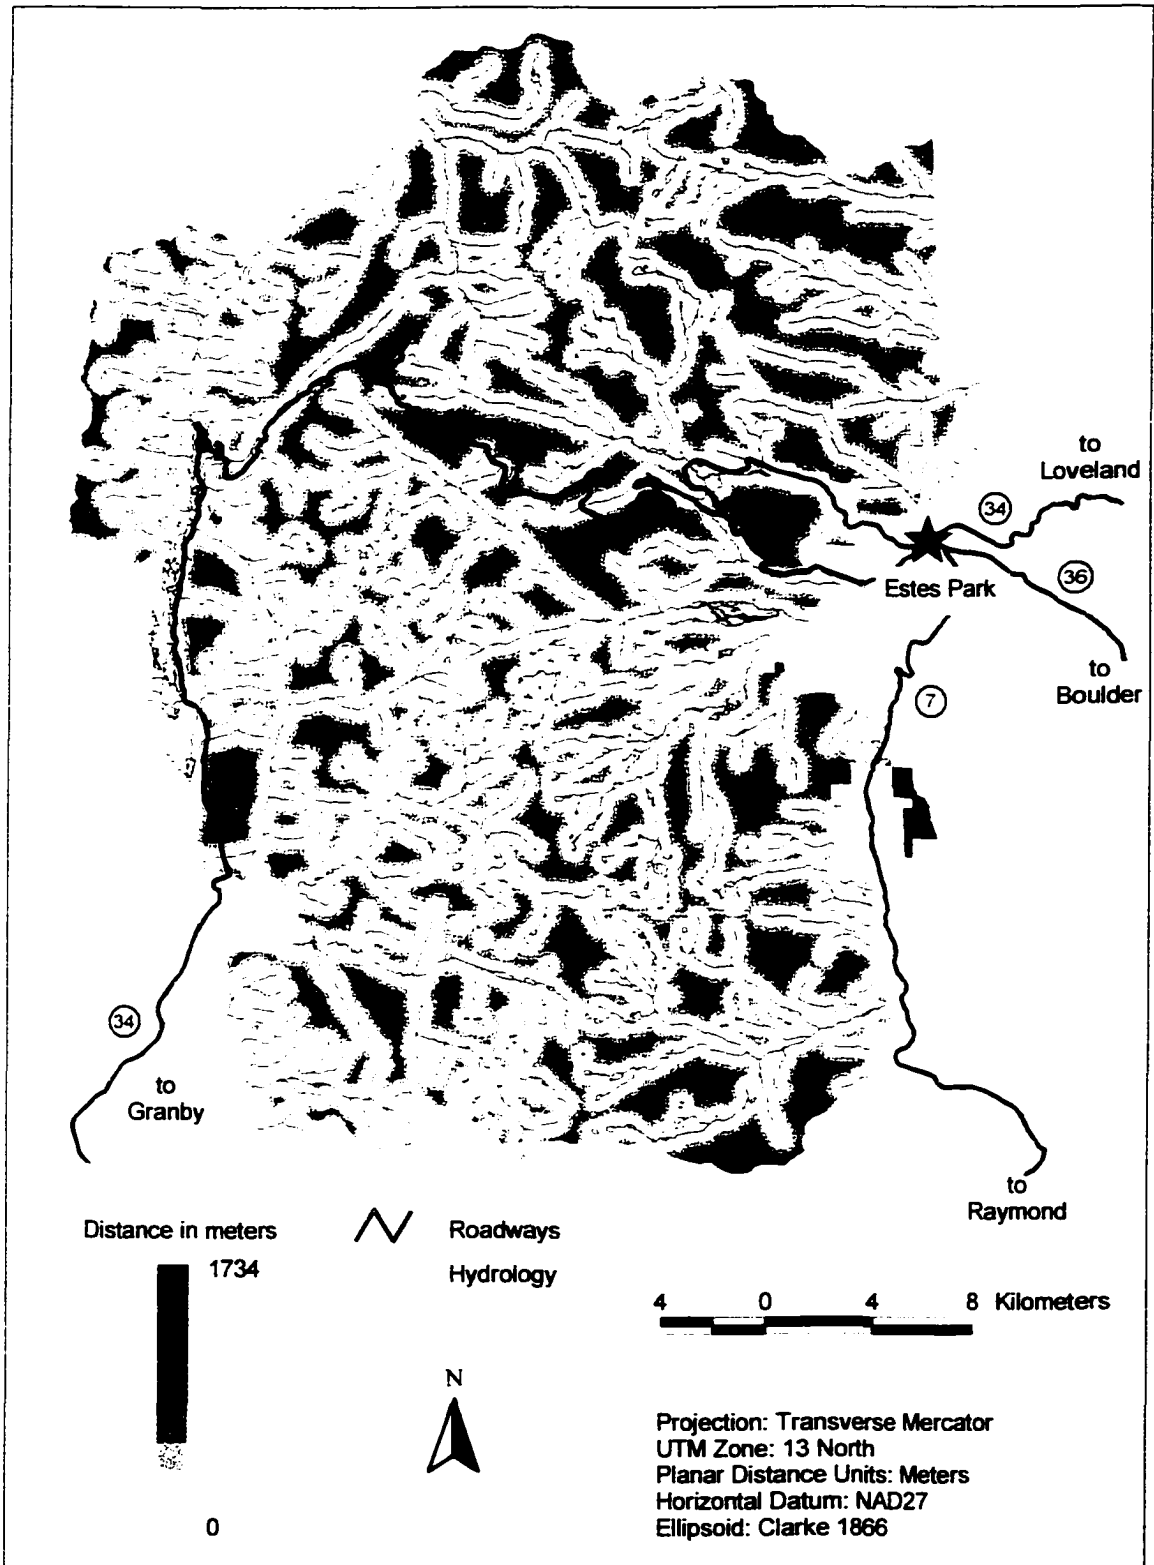 to
Loveland
34
36
Estes Park
to
Boulder
7
34
to
Granby
to
Raymond
Distance in meters
1734
0
Roadways
Hydrology
4 0 4 8 Kilometers
N
Projection: Transverse Mercator
UTM Zone: 13 North
Planar Distance Units: Meters
Horizontal Datum: NAD27
Ellipsoid: Clarke 1866